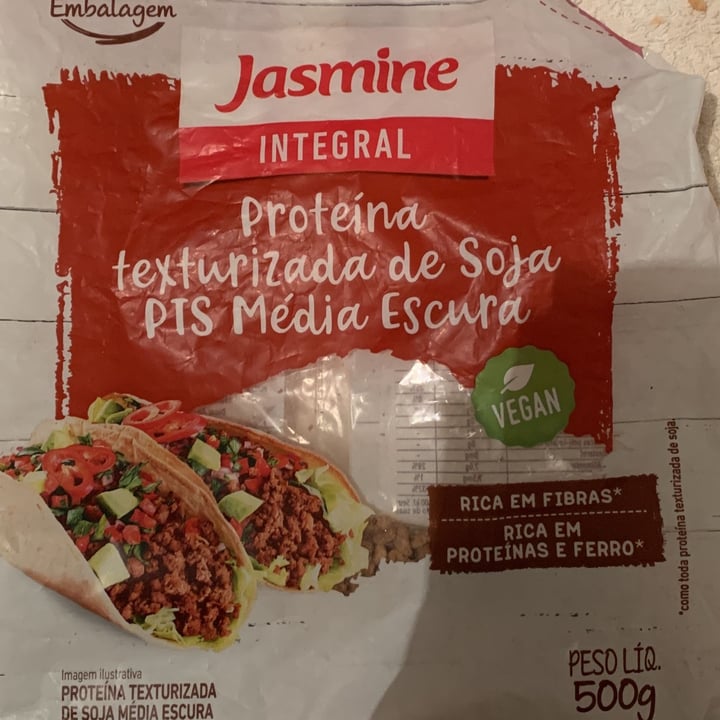 Embalagem
Jasmine
INTEGRAL
Proteína
texturizada de Soja
PTS Média Escura
VEGAN
RICA EM FIBRAS*
RICA EM
PROTEÍNAS E FERRO*
*como toda proteína texturizada de soja.
Imagem ilustrativa
PROTEÍNA TEXTURIZADA
DE SOJA MÉDIA ESCURA
PESO LÍQ.
500g